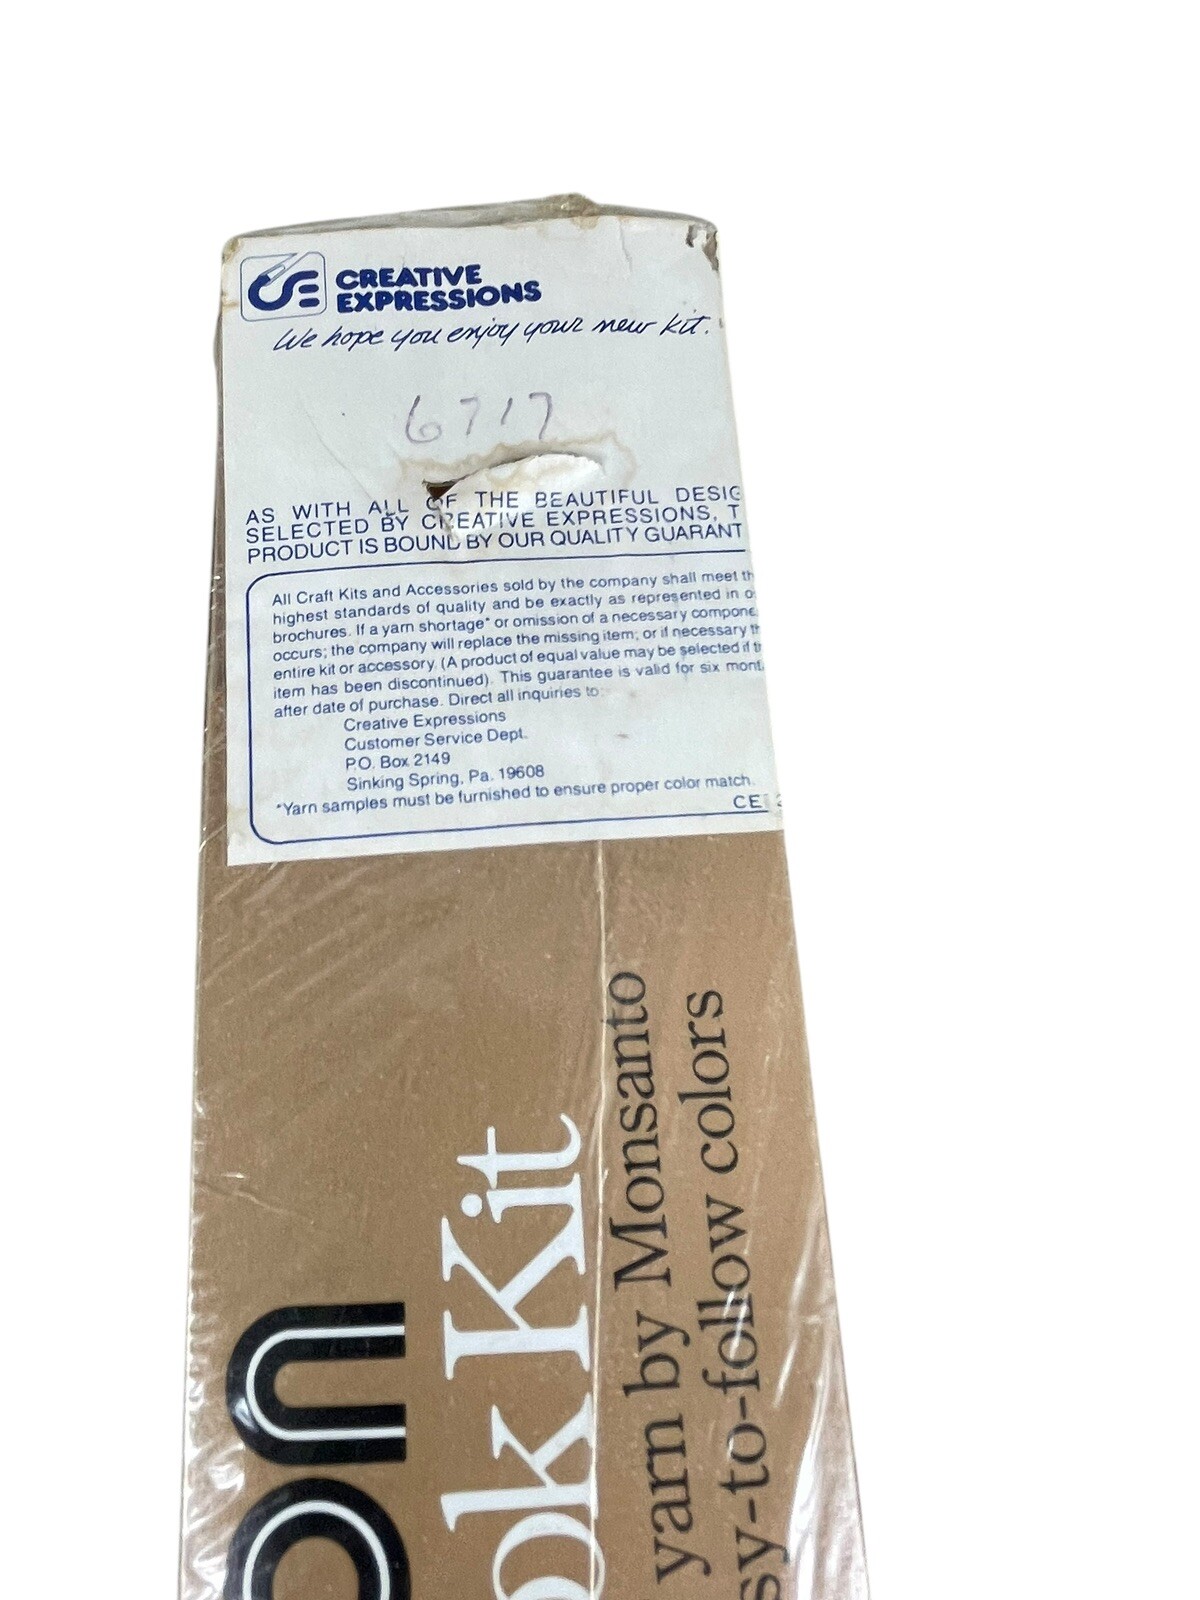 CREATIVE
EXPRESSIONS
We hope you enjoy your new kit.
6717
AS WITH ALL OF THE BEAUTIFUL DESIG
SELECTED BY CREATIVE EXPRESSIONS, T
PRODUCT IS BOUND BY OUR QUALITY GUARANT
All Craft Kits and Accessories sold by the company shall meet th
highest standards of quality and be exactly as represented in o
brochures. If a yarn shortage* or omission of a necessary compone
occurs; the company will replace the missing item; or if necessary th
entire kit or accessory. (A product of equal value may be selected if th
item has been discontinued). This guarantee is valid for six mont
after date of purchase. Direct all inquiries to:
Creative Expressions
Customer Service Dept.
P.O. Box 2149
Sinking Spring, Pa. 19608
*Yarn samples must be furnished to ensure proper color match.
CE
on
ok Kit
yarn by Monsanto
sy-to-follow colors